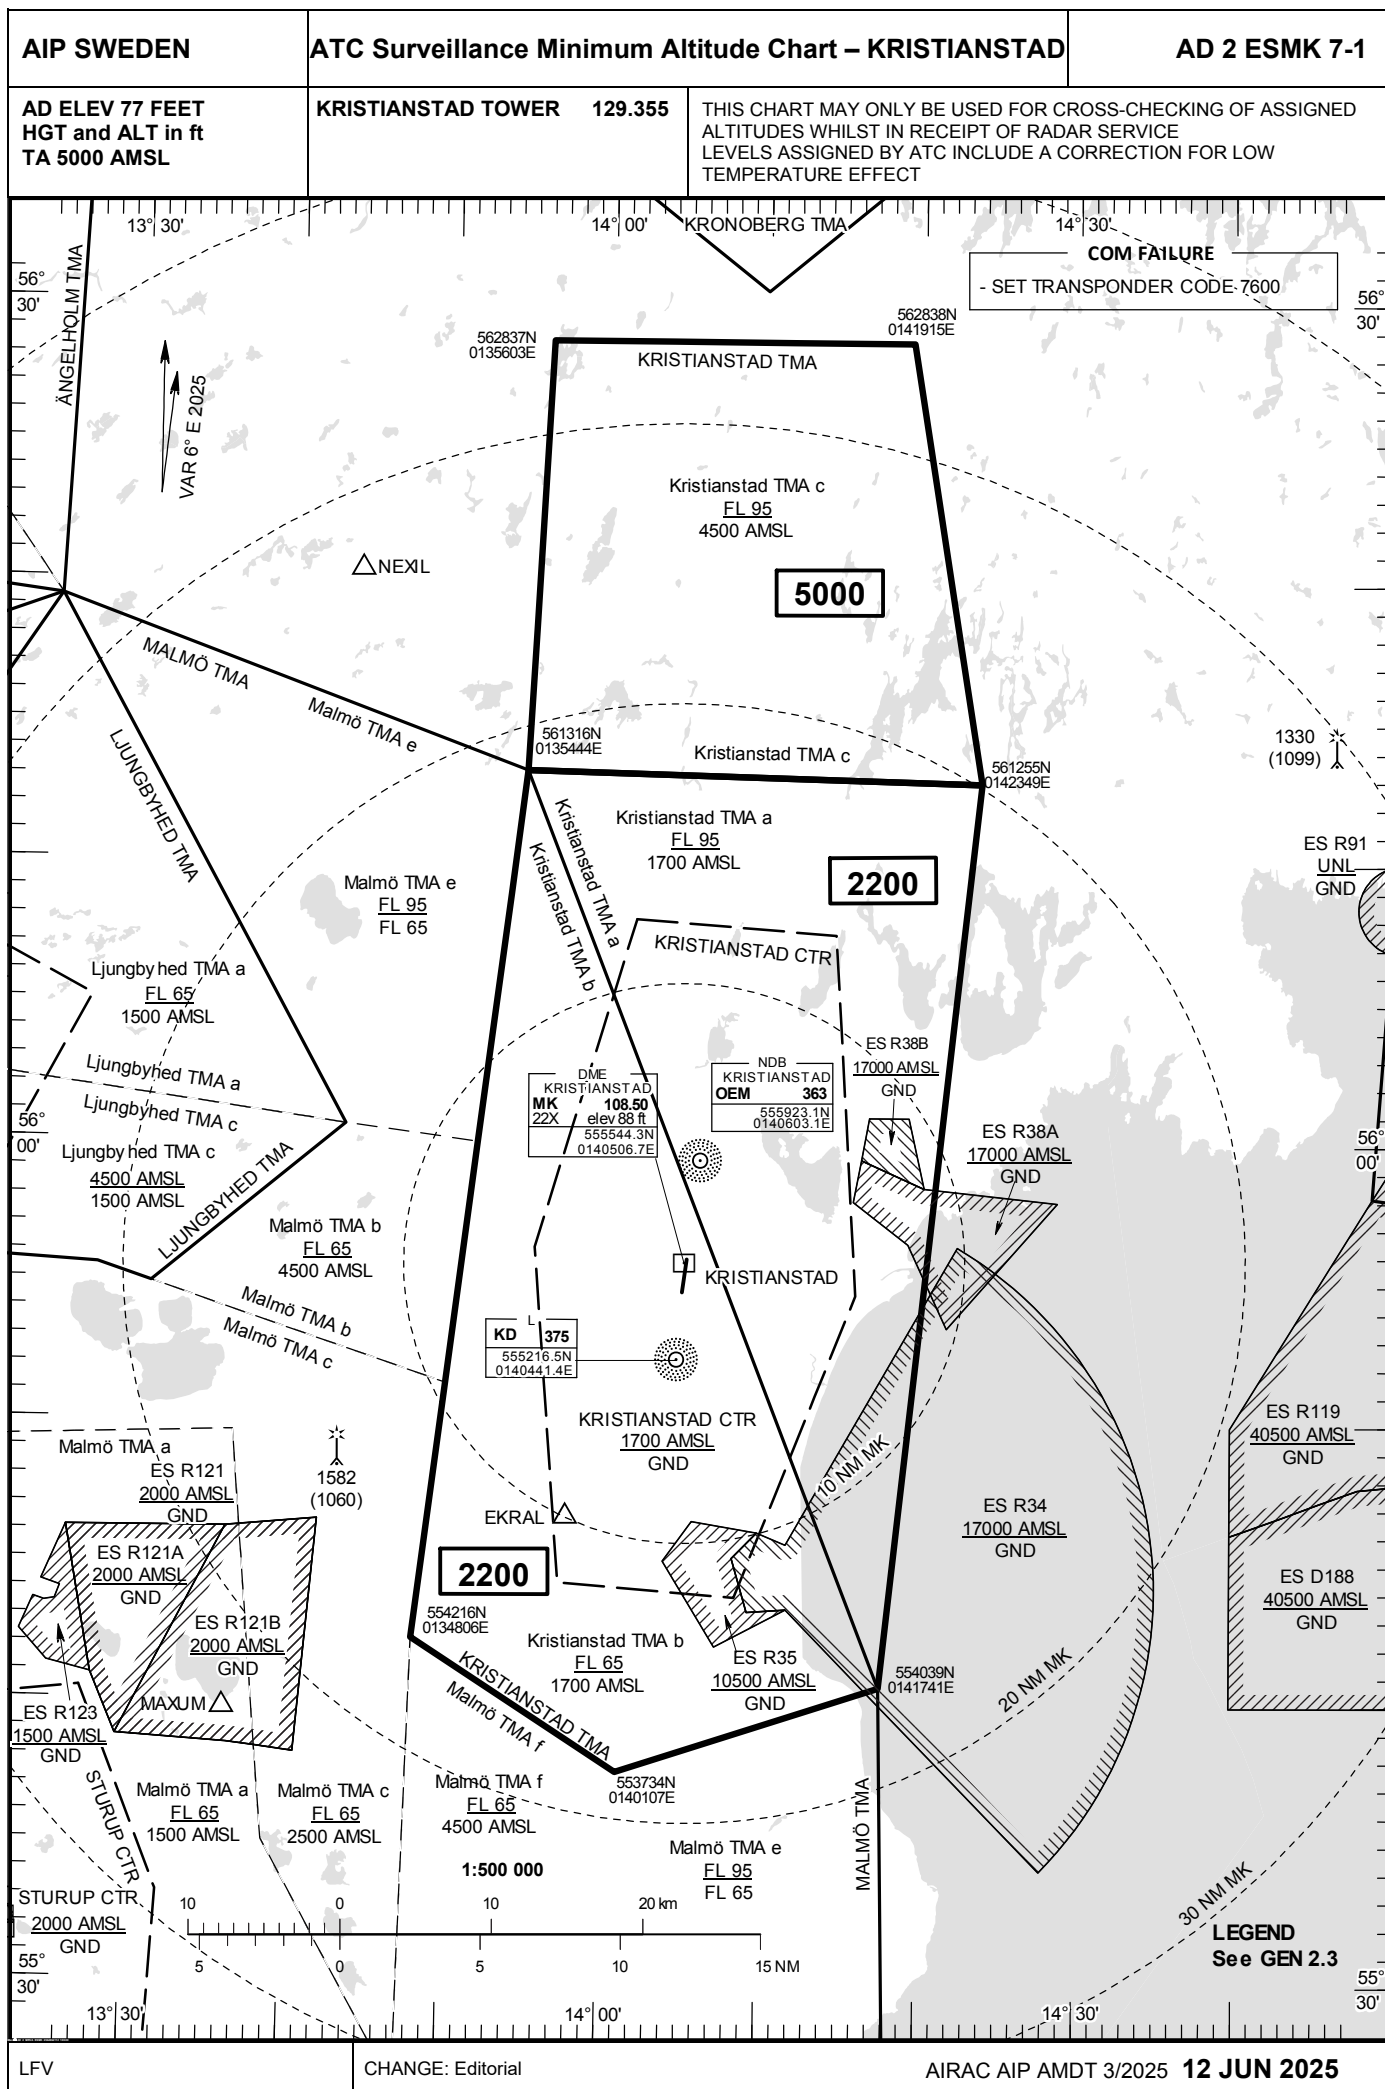 AIP SWEDEN
ATC Surveillance Minimum Altitude Chart – KRISTIANSTAD
AD 2 ESMK 7-1
AD ELEV 77 FEET
HGT and ALT in ft
TA 5000 AMSL
KRISTIANSTAD TOWER 129.355
THIS CHART MAY ONLY BE USED FOR CROSS-CHECKING OF ASSIGNED
ALTITUDES WHILST IN RECEIPT OF RADAR SERVICE
LEVELS ASSIGNED BY ATC INCLUDE A CORRECTION FOR LOW
TEMPERATURE EFFECT
13° 30'
14° 00'
14° 30'
KRONOBERG TMA
COM FAILURE
- SET TRANSPONDER CODE 7600
56°
30'
56°
30'
ÄNGELHOLM TMA
VAR 6° E 2025
562837N
0135603E
562838N
0141915E
KRISTIANSTAD TMA
Kristianstad TMA c
FL 95
4500 AMSL
5000
NEXIL
MALMÖ TMA
Malmö TMA e
LJUNGBYHED TMA
561316N
0135444E
Kristianstad TMA c
561255N
0142349E
1330
(1099)
Kristianstad TMA a
Kristianstad TMA b
Kristianstad TMA a
FL 95
1700 AMSL
2200
ES R91
UNL
GND
Malmö TMA e
FL 95
FL 65
KRISTIANSTAD CTR
Ljungbyhed TMA a
FL 65
1500 AMSL
Ljungbyhed TMA a
Ljungbyhed TMA c
56°
00'
56°
00'
Ljungbyhed TMA c
4500 AMSL
1500 AMSL
LJUNGBYHED TMA
DME
KRISTIANSTAD
MK 108.50
22X elev 88 ft
555544.3N
0140506.7E
NDB
KRISTIANSTAD
OEM 363
555923.1N
0140603.1E
ES R38B
17000 AMSL
GND
ES R38A
17000 AMSL
GND
Malmö TMA b
FL 65
4500 AMSL
Malmö TMA b
Malmö TMA c
KRISTIANSTAD
L
KD 375
555216.5N
0140441.4E
KRISTIANSTAD CTR
1700 AMSL
GND
10 NM MK
ES R119
40500 AMSL
GND
Malmö TMA a
ES R121
2000 AMSL
GND
1582
(1060)
EKRAL
ES R34
17000 AMSL
GND
ES R121A
2000 AMSL
GND
2200
ES D188
40500 AMSL
GND
ES R121B
2000 AMSL
GND
554216N
0134806E
Kristianstad TMA b
FL 65
1700 AMSL
ES R35
10500 AMSL
GND
554039N
0141741E
20 NM MK
MAXUM
ES R123
1500 AMSL
GND
KRISTIANSTAD TMA
Malmö TMA f
553734N
0140107E
STURUP CTR
Malmö TMA a
FL 65
1500 AMSL
Malmö TMA c
FL 65
2500 AMSL
Malmö TMA f
FL 65
4500 AMSL
MALMÖ TMA
Malmö TMA e
FL 95
FL 65
1:500 000
STURUP CTR
2000 AMSL
GND
10 0 10 20 km
5 0 5 10 15 NM
30 NM MK
LEGEND
See GEN 2.3
55°
30'
55°
30'
13° 30'
14° 00'
14° 30'
LFV
CHANGE: Editorial
AIRAC AIP AMDT 3/2025 12 JUN 2025